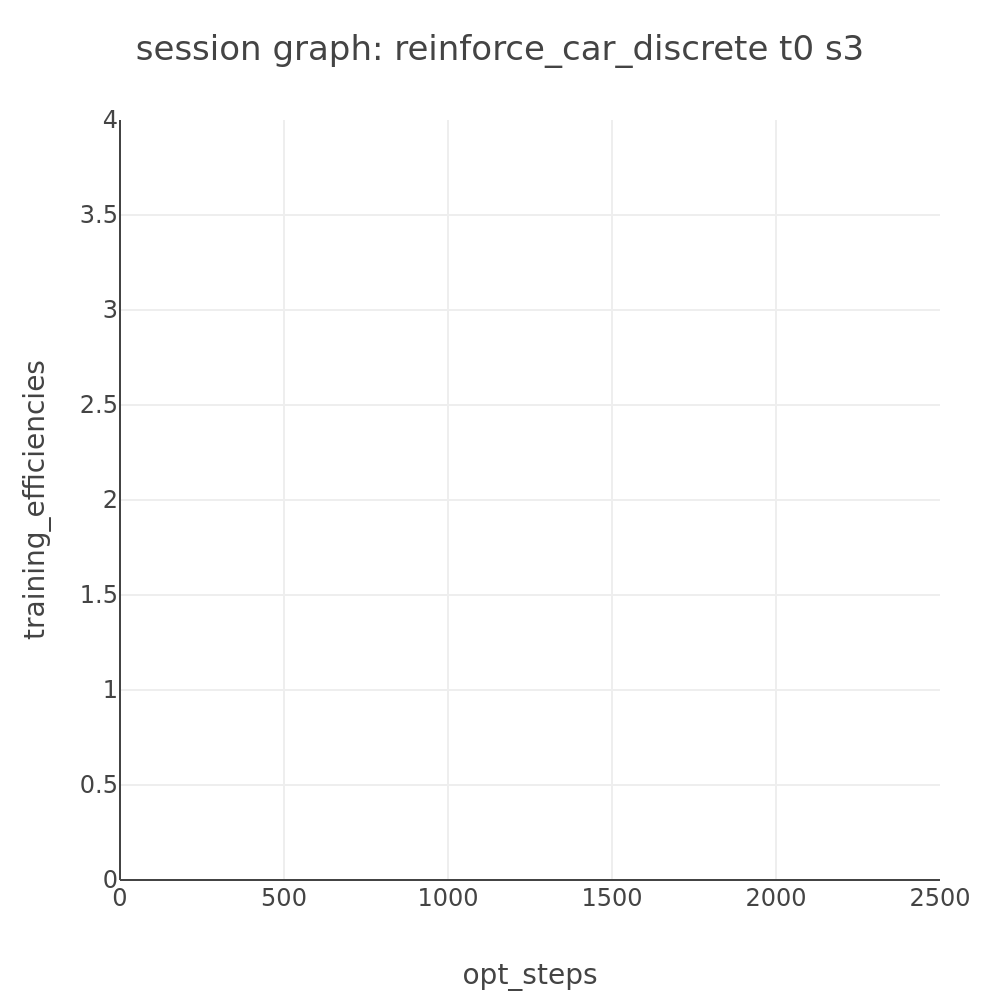 session graph: reinforce_car_discrete t0 s3
4
3.5
3
2.5
2
1.5
1
0.5
0
training_efficiencies
0 500 1000 1500 2000 2500
opt_steps